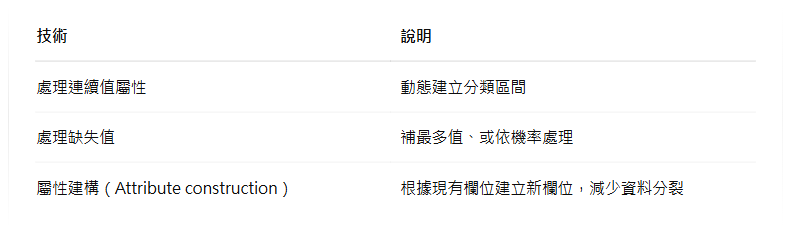 技術 說明
處理連續值屬性 動態建立分類區間
處理缺失值 補最多值、或依機率處理
屬性建構（Attribute construction） 根據現有欄位建立新欄位，減少資料分裂